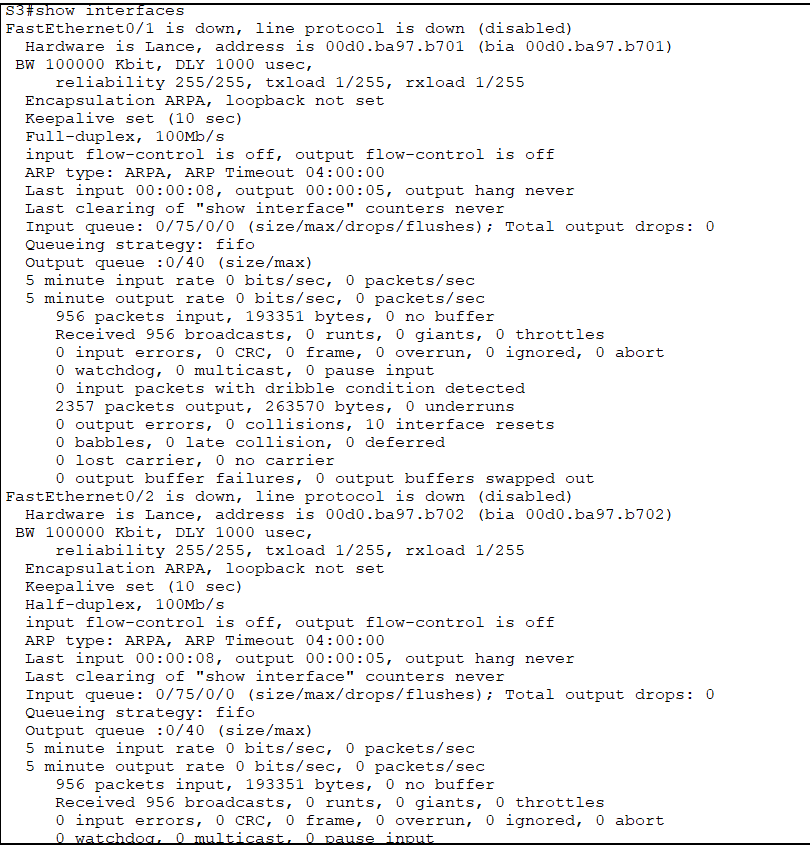 S3#show interfaces
FastEthernet0/1 is down, line protocol is down (disabled)
  Hardware is Lance, address is 00d0.ba97.b701 (bia 00d0.ba97.b701)
 BW 100000 Kbit, DLY 1000 usec,
     reliability 255/255, txload 1/255, rxload 1/255
  Encapsulation ARPA, loopback not set
  Keepalive set (10 sec)
  Full-duplex, 100Mb/s
  input flow-control is off, output flow-control is off
  ARP type: ARPA, ARP Timeout 04:00:00
  Last input 00:00:08, output 00:00:05, output hang never
  Last clearing of "show interface" counters never
  Input queue: 0/75/0/0 (size/max/drops/flushes); Total output drops: 0
  Queueing strategy: fifo
  Output queue :0/40 (size/max)
  5 minute input rate 0 bits/sec, 0 packets/sec
  5 minute output rate 0 bits/sec, 0 packets/sec
     956 packets input, 193351 bytes, 0 no buffer
     Received 956 broadcasts, 0 runts, 0 giants, 0 throttles
     0 input errors, 0 CRC, 0 frame, 0 overrun, 0 ignored, 0 abort
     0 watchdog, 0 multicast, 0 pause input
     0 input packets with dribble condition detected
     2357 packets output, 263570 bytes, 0 underruns
     0 output errors, 0 collisions, 10 interface resets
     0 babbles, 0 late collision, 0 deferred
     0 lost carrier, 0 no carrier
     0 output buffer failures, 0 output buffers swapped out
FastEthernet0/2 is down, line protocol is down (disabled)
  Hardware is Lance, address is 00d0.ba97.b702 (bia 00d0.ba97.b702)
 BW 100000 Kbit, DLY 1000 usec,
     reliability 255/255, txload 1/255, rxload 1/255
  Encapsulation ARPA, loopback not set
  Keepalive set (10 sec)
  Half-duplex, 100Mb/s
  input flow-control is off, output flow-control is off
  ARP type: ARPA, ARP Timeout 04:00:00
  Last input 00:00:08, output 00:00:05, output hang never
  Last clearing of "show interface" counters never
  Input queue: 0/75/0/0 (size/max/drops/flushes); Total output drops: 0
  Queueing strategy: fifo
  Output queue :0/40 (size/max)
  5 minute input rate 0 bits/sec, 0 packets/sec
  5 minute output rate 0 bits/sec, 0 packets/sec
     956 packets input, 193351 bytes, 0 no buffer
     Received 956 broadcasts, 0 runts, 0 giants, 0 throttles
     0 input errors, 0 CRC, 0 frame, 0 overrun, 0 ignored, 0 abort
     0 watchdog, 0 multicast, 0 pause input